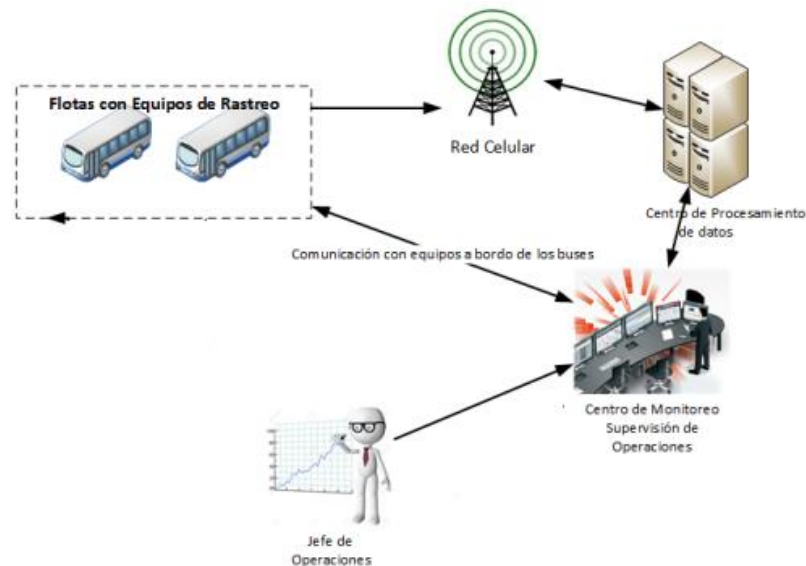 Flotas con Equipos de Rastreo
Red Celular
Centro de Procesamiento
de datos
Comunicación con equipos a bordo de los buses
Centro de Monitoreo
Supervisión de
Operaciones
Jefe de
Operaciones